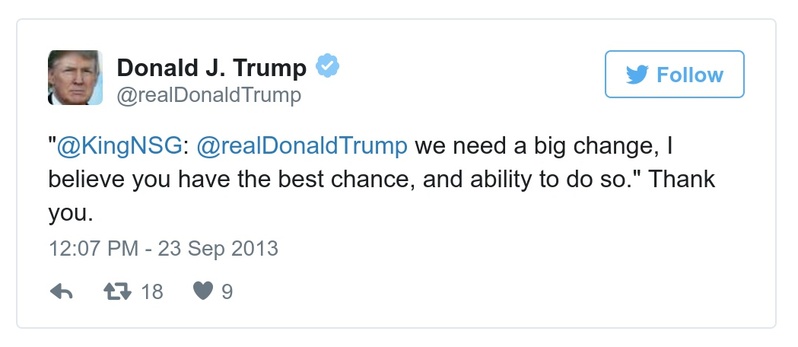 Donald J. Trump
@realDonaldTrump
Follow
"@KingNSG: @realDonaldTrump we need a big change, I
believe you have the best chance, and ability to do so." Thank
you.
12:07 PM - 23 Sep 2013
18 9